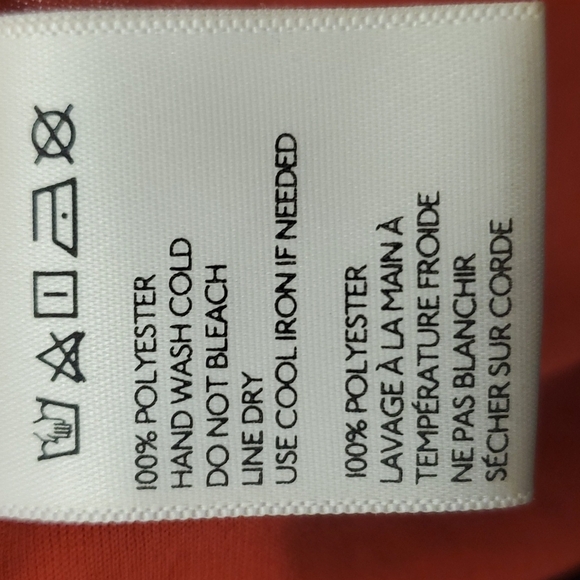 100% POLYESTER
HAND WASH COLD
DO NOT BLEACH
LINE DRY
USE COOL IRON IF NEEDED
100% POLYESTER
LAVAGE À LA MAIN À
TEMPÉRATURE FROIDE
NE PAS BLANCHIR
SÉCHER SUR CORDE